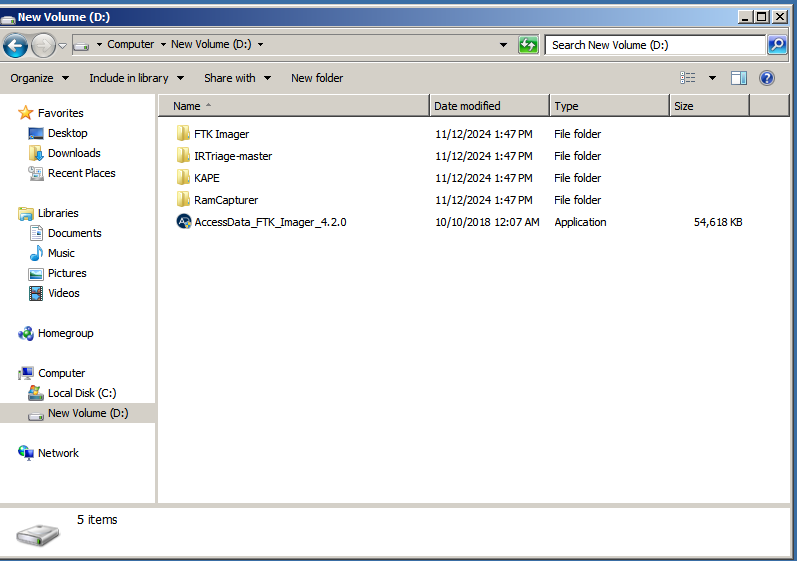 New Volume (D:)
Computer New Volume (D:) Search New Volume (D:)
Organize Include in library Share with New folder
Favorites
Desktop
Downloads
Recent Places
Libraries
Documents
Music
Pictures
Videos
Homegroup
Computer
Local Disk (C:)
New Volume (D:)
Network
Name Date modified Type Size
FTK Imager 11/12/2024 1:47 PM File folder
IRTriage-master 11/12/2024 1:47 PM File folder
KAPE 11/12/2024 1:47 PM File folder
RamCapturer 11/12/2024 1:47 PM File folder
AccessData_FTK_Imager_4.2.0 10/10/2018 12:07 AM Application 54,618 KB
5 items